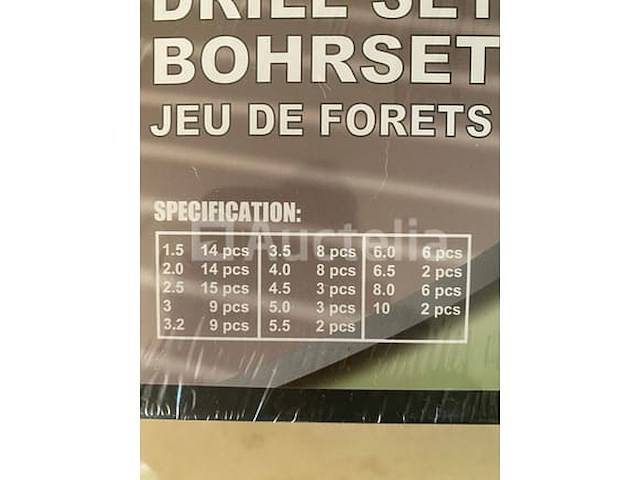 DRILL SET
BOHRSET
JEU DE FORETS
SPECIFICATION:
Auctelia
1.5 14 pcs 3.5 8 pcs 6.0 6 pcs
2.0 14 pcs 4.0 8 pcs 6.5 2 pcs
2.5 15 pcs 4.5 3 pcs 8.0 6 pcs
3 9 pcs 5.0 3 pcs 10 2 pcs
3.2 9 pcs 5.5 2 pcs